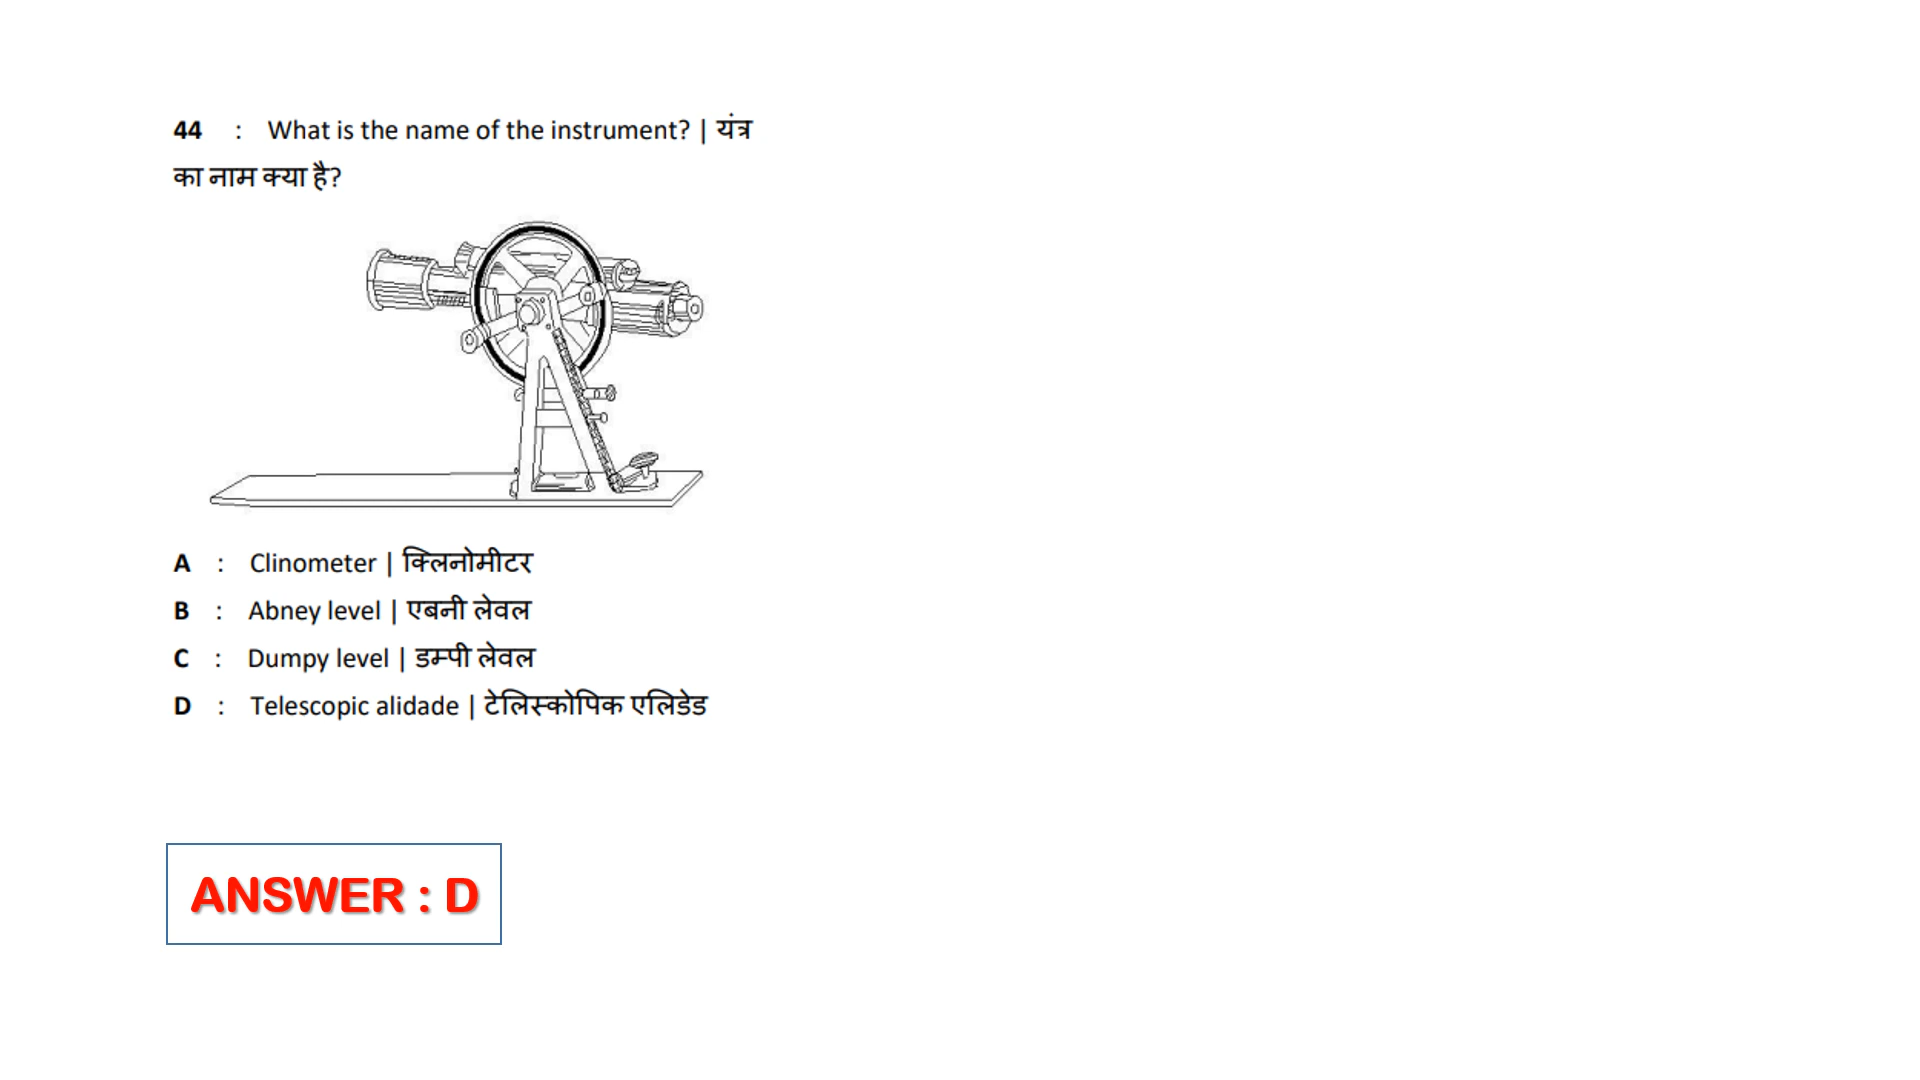 44 : What is the name of the instrument? | यंत्र
का नाम क्या है?
A : Clinometer | क्लिनोमीटर
B : Abney level | एबनी लेवल
C : Dumpy level | डम्पी लेवल
D : Telescopic alidade | टेलिस्कोपिक एलिडेड
ANSWER : D